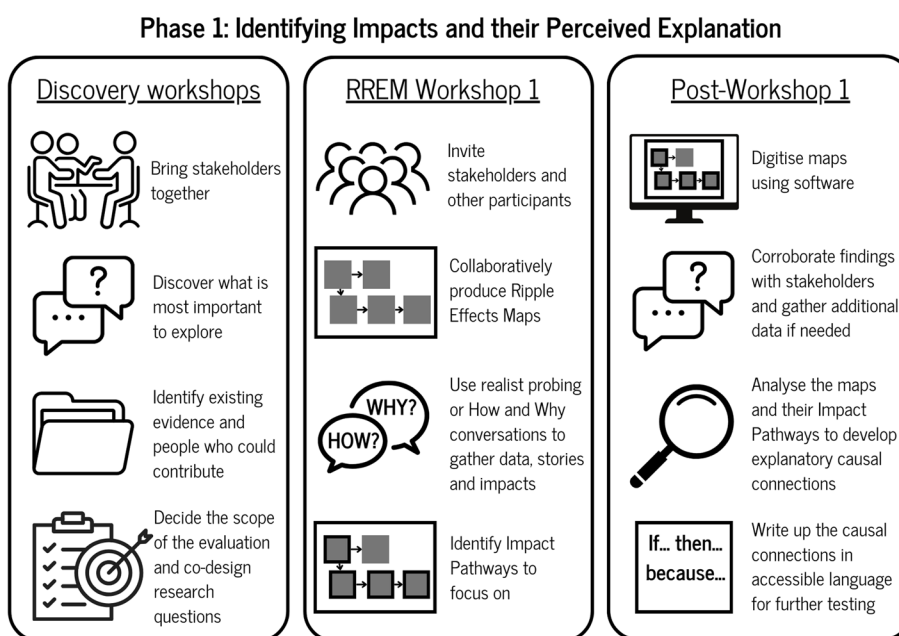 Phase 1: Identifying Impacts and their Perceived Explanation
Discovery workshops
Bring stakeholders
together
?
...
Discover what is
most important
to explore
Identify existing
evidence and
people who could
contribute
Decide the scope
of the evaluation
and co-design
research
questions
RREM Workshop 1
Invite
stakeholders and
other participants
Collaboratively
produce Ripple
Effects Maps
WHY?
HOW?
Use realist probing
or How and Why
conversations to
gather data, stories
and impacts
Identify Impact
Pathways to
focus on
Post-Workshop 1
Digitise maps
using software
?
...
Corroborate findings
with stakeholders
and gather additional
data if needed
Analyse the maps
and their Impact
Pathways to develop
explanatory causal
connections
If... then...
because...
Write up the causal
connections in
accessible language
for further testing